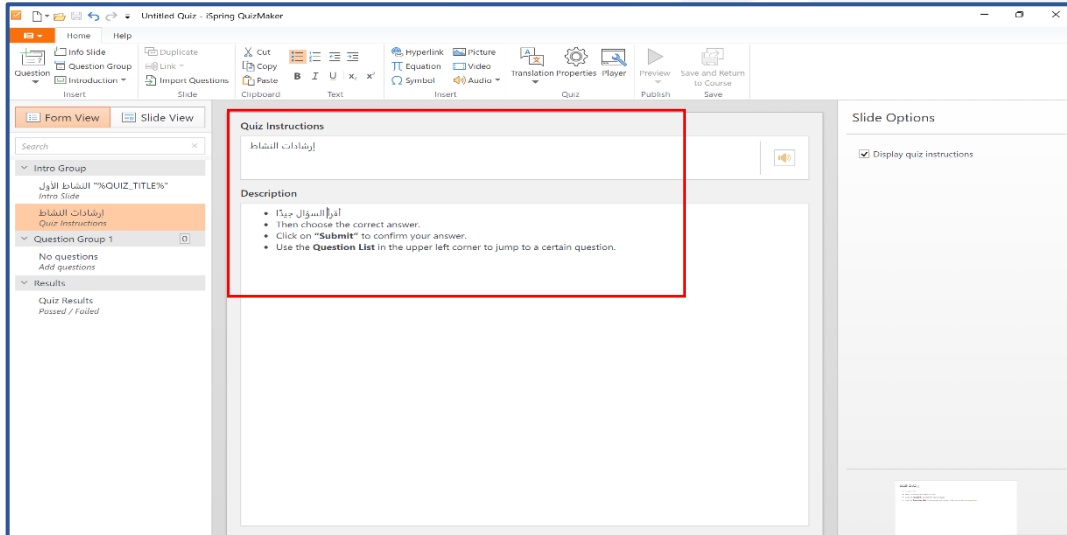 Untitled Quiz - iSpring QuizMaker
Home Help
Question
Info Slide
Question Group
Introduction
Insert
Duplicate
Link
Import Questions
Slide
Cut
Copy
Paste
Clipboard
B I U X, X'
Text
Hyperlink Picture
Equation Video
Symbol Audio
Insert
Translation Properties Player
Quiz
Preview
Publish
Save and Return
to Course
Save
Form View Slide View
Search
Intro Group
النشاط الأول "%QUIZ_TITLE%"
Intro Slide
إرشادات النشاط
Quiz Instructions
Question Group 1 0
No questions
Add questions
Results
Quiz Results
Passed / Failed
Quiz Instructions
إرشادات النشاط
Description
• أقرأ السؤال جيدًا
• Then choose the correct answer.
• Click on “Submit” to confirm your answer.
• Use the Question List in the upper left corner to jump to a certain question.
Slide Options
Display quiz instructions